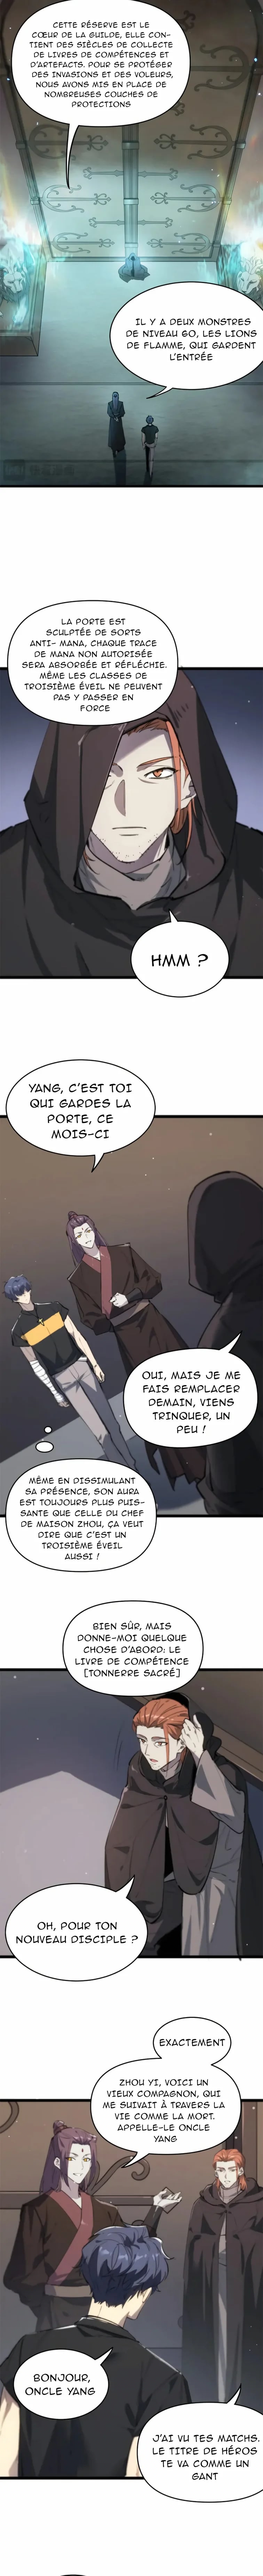 CETTE RÉSERVE EST LE
CŒUR DE LA GUILDE, ELLE CON-
TIENT DES SIÈCLES DE COLLECTE
DE LIVRES DE COMPÉTENCES ET
D'ARTEFACTS. POUR SE PROTÉGER
DES INVASIONS ET DES VOLEURS,
NOUS AVONS MIS EN PLACE DE
NOMBREUSES COUCHES DE
PROTECTIONS
IL Y A DEUX MONSTRES
DE NIVEAU 60, LES LIONS
DE FLAMME, QUI GARDENT
L'ENTRÉE
LA PORTE EST
SCULPTÉE DE SORTS
ANTI- MANA, CHAQUE TRACE
DE MANA NON AUTORISÉE
SERA ABSORBÉE ET RÉFLÉCHIE.
MÊME LES CLASSES DE
TROISIÈME ÉVEIL NE PEUVENT
PAS Y PASSER EN
FORCE
HMM ?
YANG, C'EST TOI
QUI GARDES LA
PORTE, CE
MOIS-CI
OUI, MAIS JE ME
FAIS REMPLACER
DEMAIN, VIENS
TRINQUER, UN
PEU !
MÊME EN DISSIMULANT
SA PRÉSENCE, SON AURA
EST TOUJOURS PLUS PUIS-
SANTE QUE CELLE DU CHEF
DE MAISON ZHOU, ÇA VEUT
DIRE QUE C'EST UN
TROISIÈME ÉVEIL
AUSSI !
BIEN SÛR, MAIS
DONNE-MOI QUELQUE
CHOSE D'ABORD: LE
LIVRE DE COMPÉTENCE
[TONNERRE SACRÉ]
OH, POUR TON
NOUVEAU DISCIPLE ?
EXACTEMENT
ZHOU YI, VOICI UN
VIEUX COMPAGNON, QUI
ME SUIVAIT À TRAVERS LA
VIE COMME LA MORT.
APPELLE-LE ONCLE
YANG
BONJOUR,
ONCLE YANG
J'AI VU TES MATCHS.
LE TITRE DE HÉROS
TE VA COMME UN
GANT